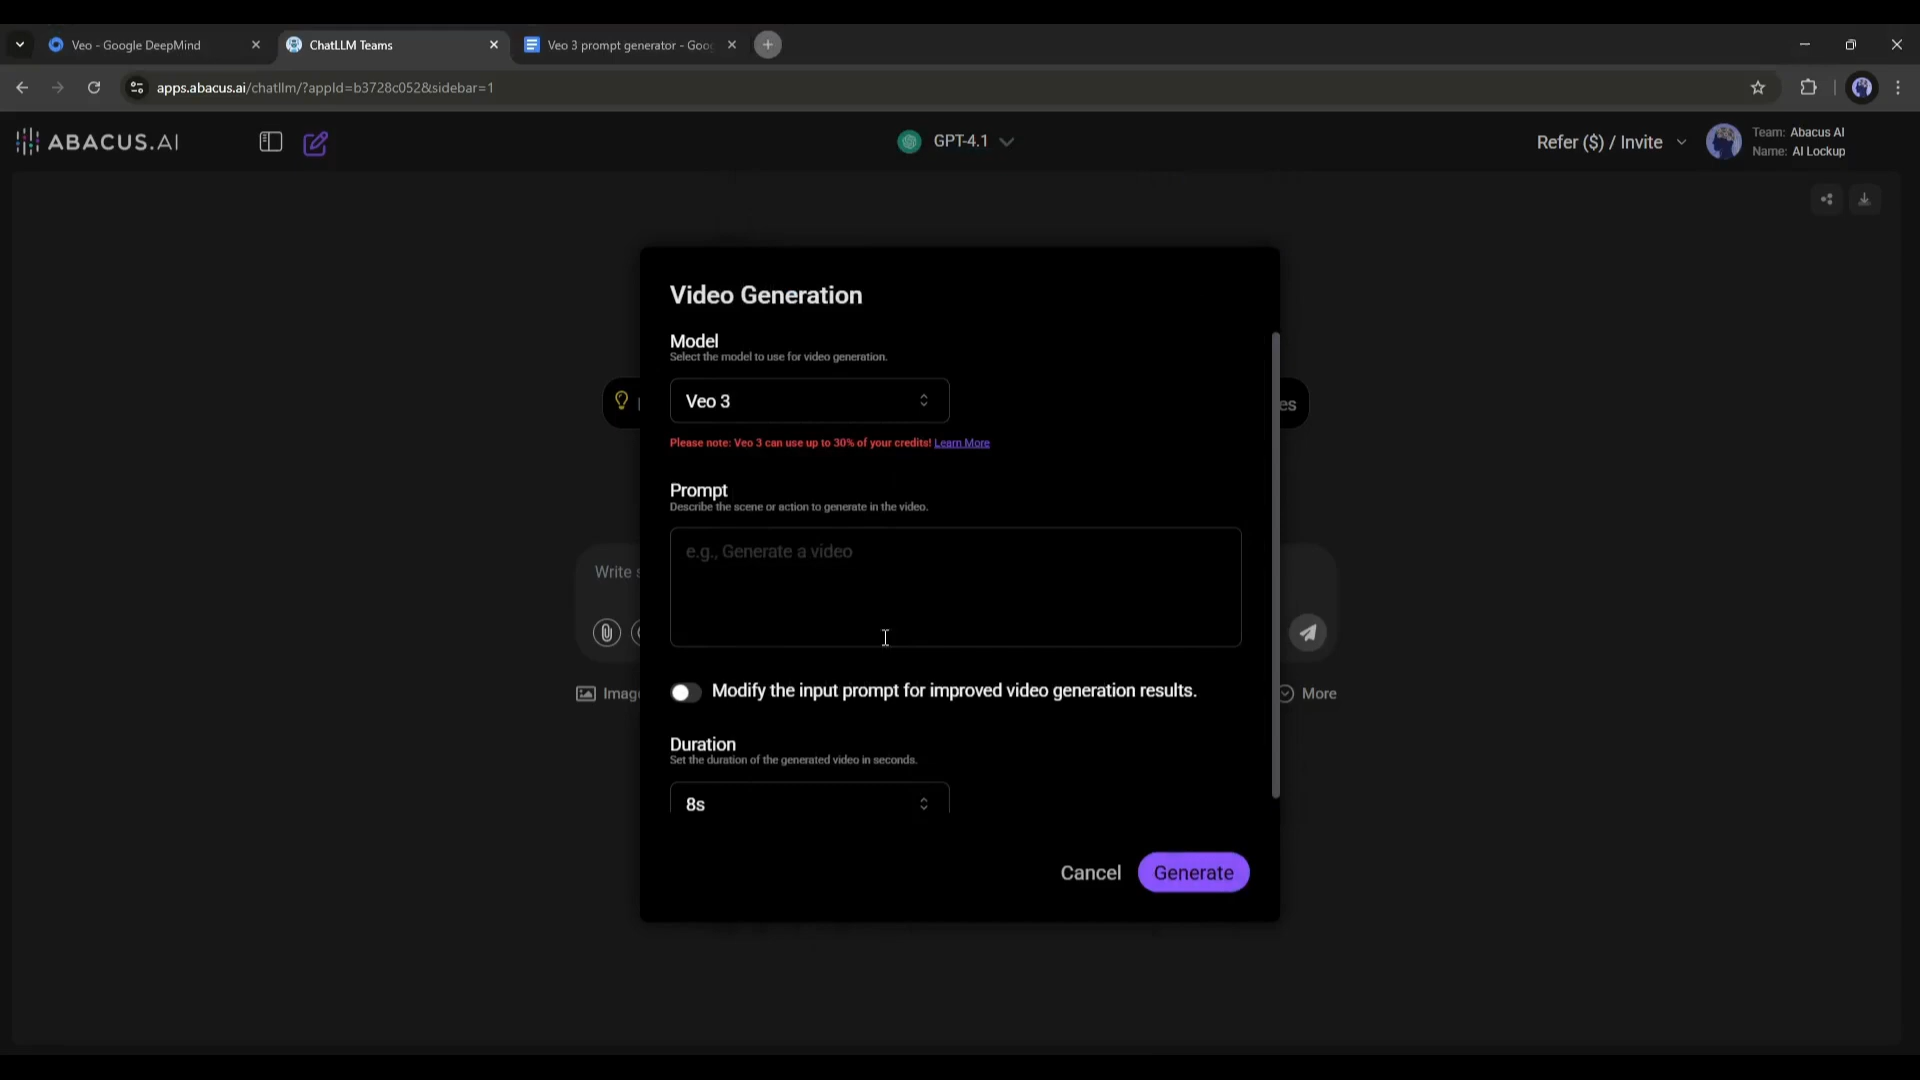 Veo - Google DeepMind
ChatLLM Teams
Veo 3 prompt generator - Goo
apps.abacus.ai/chatllm/?appId=b3728c052&sidebar=1
ABACUS.AI
GPT-4.1
Refer ($) / Invite
Team: Abacus AI
Name: AI Lockup
Video Generation
Model
Select the model to use for video generation.
Veo 3
Please note: Veo 3 can use up to 30% of your credits! Learn More
Prompt
Describe the scene or action to generate in the video.
e.g., Generate a video
Write
es
Modify the input prompt for improved video generation results.
Imag
More
Duration
Set the duration of the generated video in seconds.
8s
Cancel
Generate